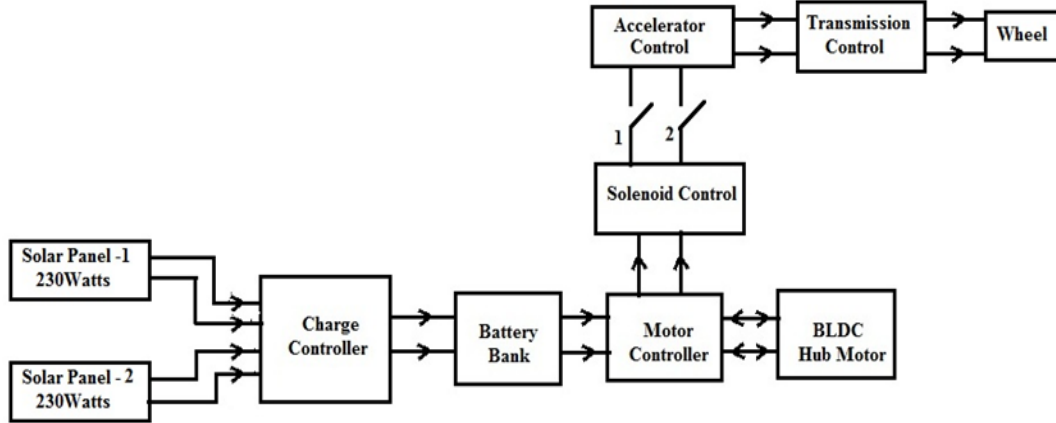 Accelerator
Control
Transmission
Control
Wheel
1
2
Solenoid Control
Solar Panel -1
230Watts
Solar Panel - 2
230Watts
Charge
Controller
Battery
Bank
Motor
Controller
BLDC
Hub Motor